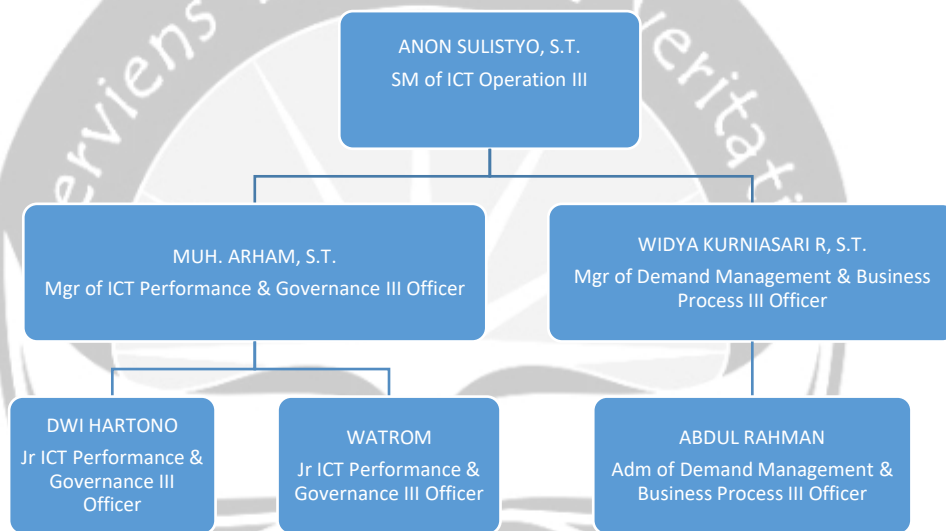 erviens
veritati
ANON SULISTYO, S.T.
SM of ICT Operation III
MUH. ARHAM, S.T.
Mgr of ICT Performance & Governance III Officer
WIDYA KURNIASARI R, S.T.
Mgr of Demand Management & Business
Process III Officer
DWI HARTONO
Jr ICT Performance &
Governance III
Officer
WATROM
Jr ICT Performance &
Governance III Officer
ABDUL RAHMAN
Adm of Demand Management &
Business Process III Officer